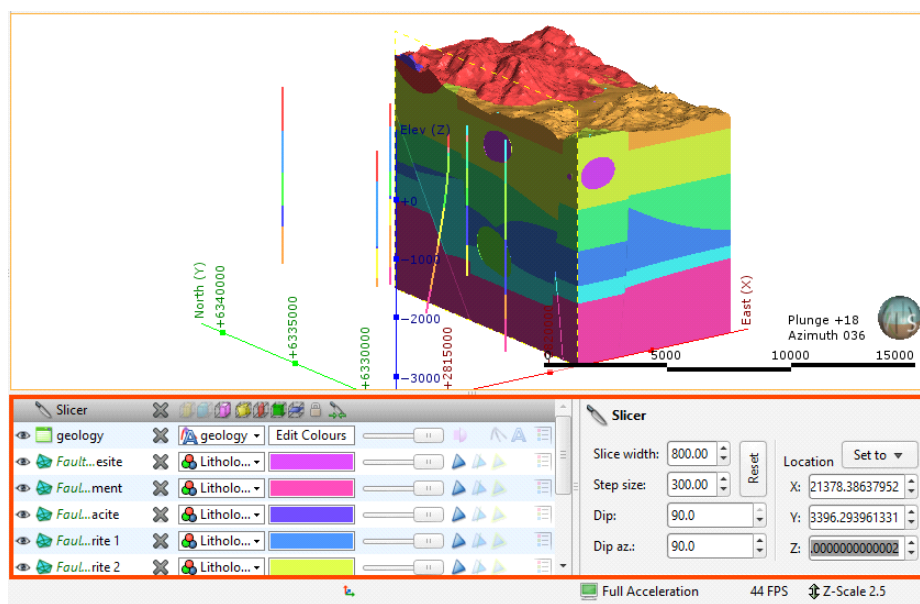 Elev (Z)
+0
-1000
-2000
-3000
North (Y)
+6340000
+6335000
+6330000
+2815000
East (X)
Plunge +18
Azimuth 036
0
5000
10000
15000
Slicer
geology
geology
Edit Colours
Fault...esite
Litholo...
Faul...ment
Litholo...
Faul...acite
Litholo...
Faul...rite 1
Litholo...
Faul...rite 2
Litholo...
Slicer
Slice width: 800.00
Step size: 300.00
Reset
Dip: 90.0
Dip az.: 90.0
Location
Set to
X: 21378.38637952
Y: 3396.293961331
Z: .0000000000002
Full Acceleration
44 FPS
Z-Scale 2.5